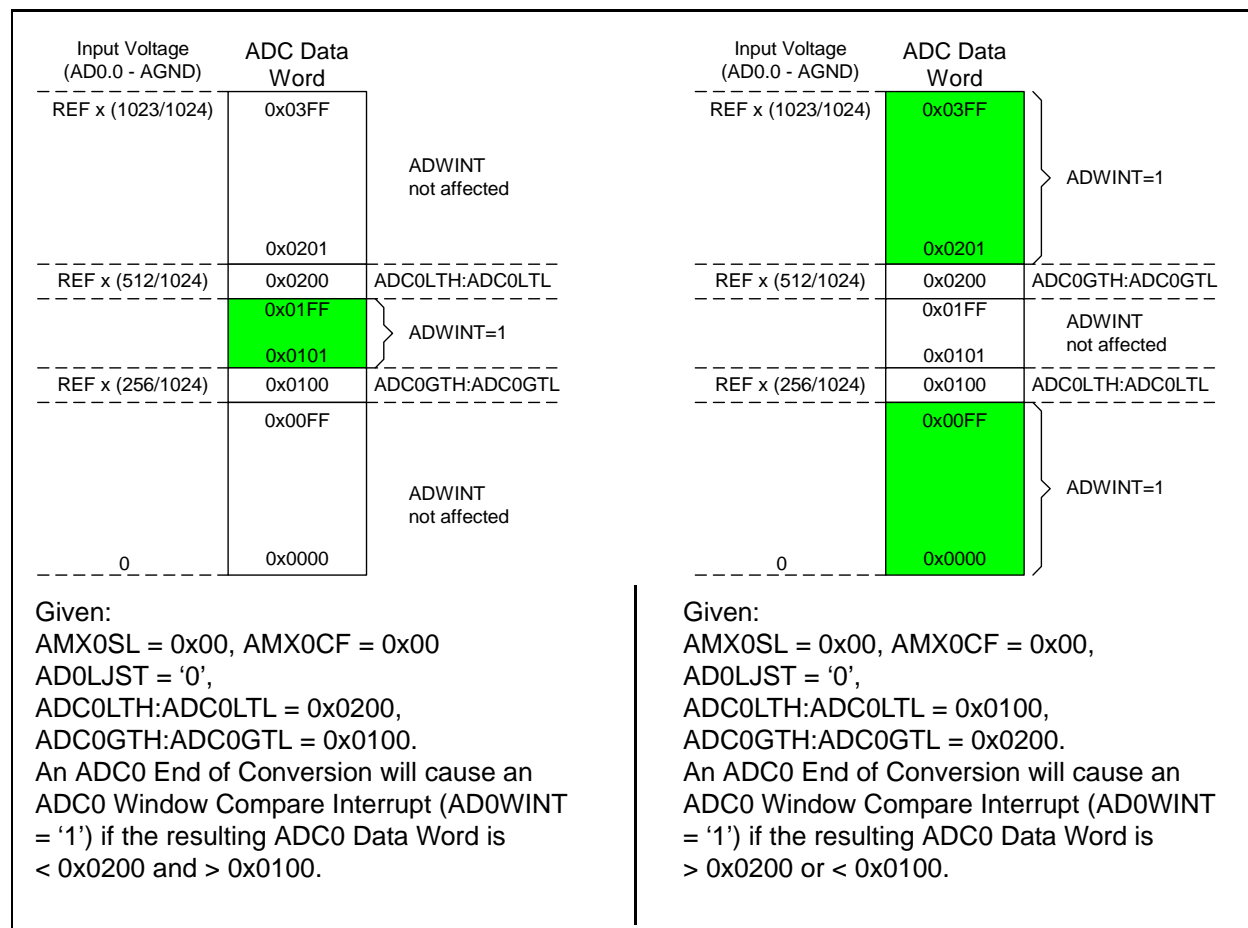 Input Voltage
(AD0.0 - AGND)
ADC Data
Word
REF x (1023/1024)
0x03FF
ADWINT
not affected
0x0201
REF x (512/1024)
0x0200
ADC0LTH:ADC0LTL
0x01FF
ADWINT=1
0x0101
REF x (256/1024)
0x0100
ADC0GTH:ADC0GTL
0x00FF
ADWINT
not affected
0
0x0000
Given:
AMX0SL = 0x00, AMX0CF = 0x00
AD0LJST = ‘0’,
ADC0LTH:ADC0LTL = 0x0200,
ADC0GTH:ADC0GTL = 0x0100.
An ADC0 End of Conversion will cause an
ADC0 Window Compare Interrupt (AD0WINT
= ‘1’) if the resulting ADC0 Data Word is
< 0x0200 and > 0x0100.
Input Voltage
(AD0.0 - AGND)
ADC Data
Word
REF x (1023/1024)
0x03FF
ADWINT=1
0x0201
REF x (512/1024)
0x0200
ADC0GTH:ADC0GTL
0x01FF
ADWINT
not affected
0x0101
REF x (256/1024)
0x0100
ADC0LTH:ADC0LTL
0x00FF
ADWINT=1
0
0x0000
Given:
AMX0SL = 0x00, AMX0CF = 0x00,
AD0LJST = ‘0’,
ADC0LTH:ADC0LTL = 0x0100,
ADC0GTH:ADC0GTL = 0x0200.
An ADC0 End of Conversion will cause an
ADC0 Window Compare Interrupt (AD0WINT
= ‘1’) if the resulting ADC0 Data Word is
> 0x0200 or < 0x0100.